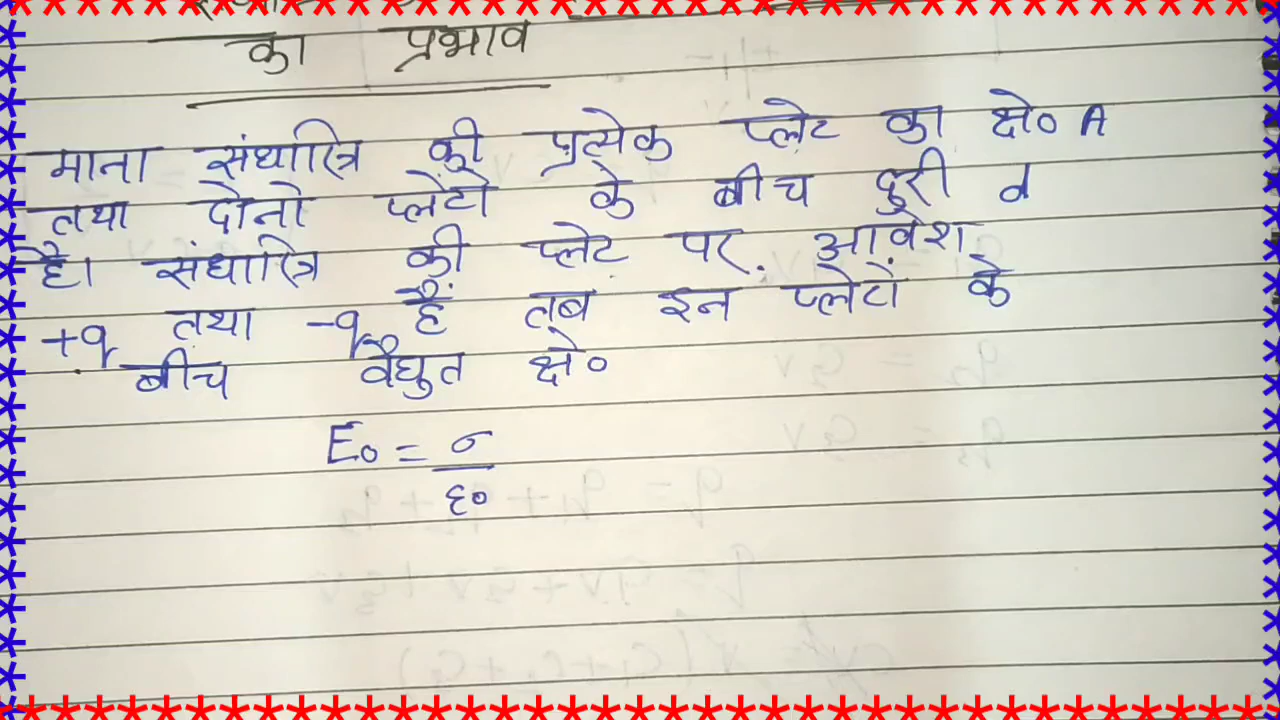 का प्रभाव
माना संधारित्र की प्रत्येक प्लेट का क्षे० A
तथा दोनो प्लेटों के बीच दुरी d
है। संधारित्र की प्लेट पर आवेश
+q तथा -q हैं तब इन प्लेटों के
बीच वैधुत क्षे०
E₀ = σ
ε₀